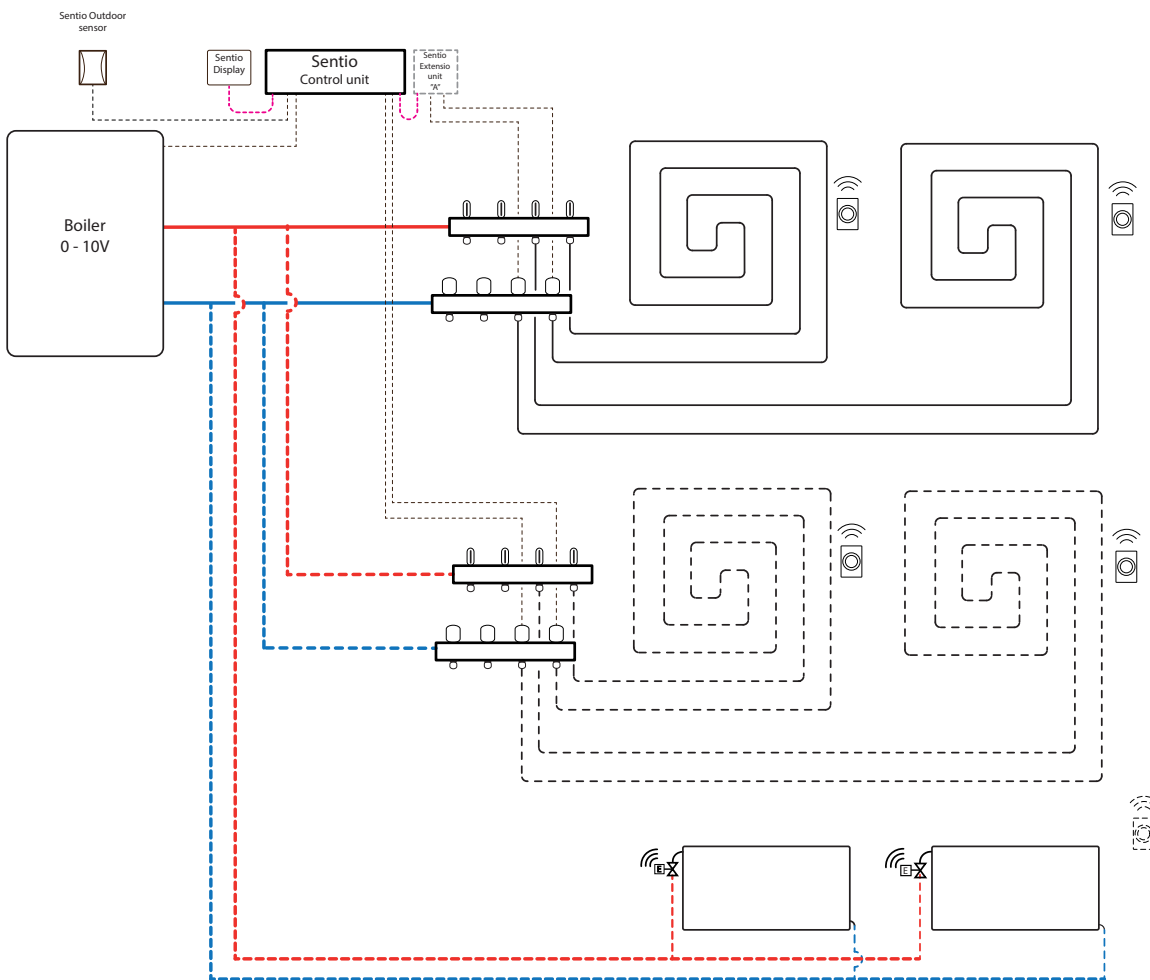 Sentio Outdoor
sensor
Sentio
Display
Sentio
Control unit
Sentio
Extensio
unit
"A"
Boiler
0 - 10V
E
E